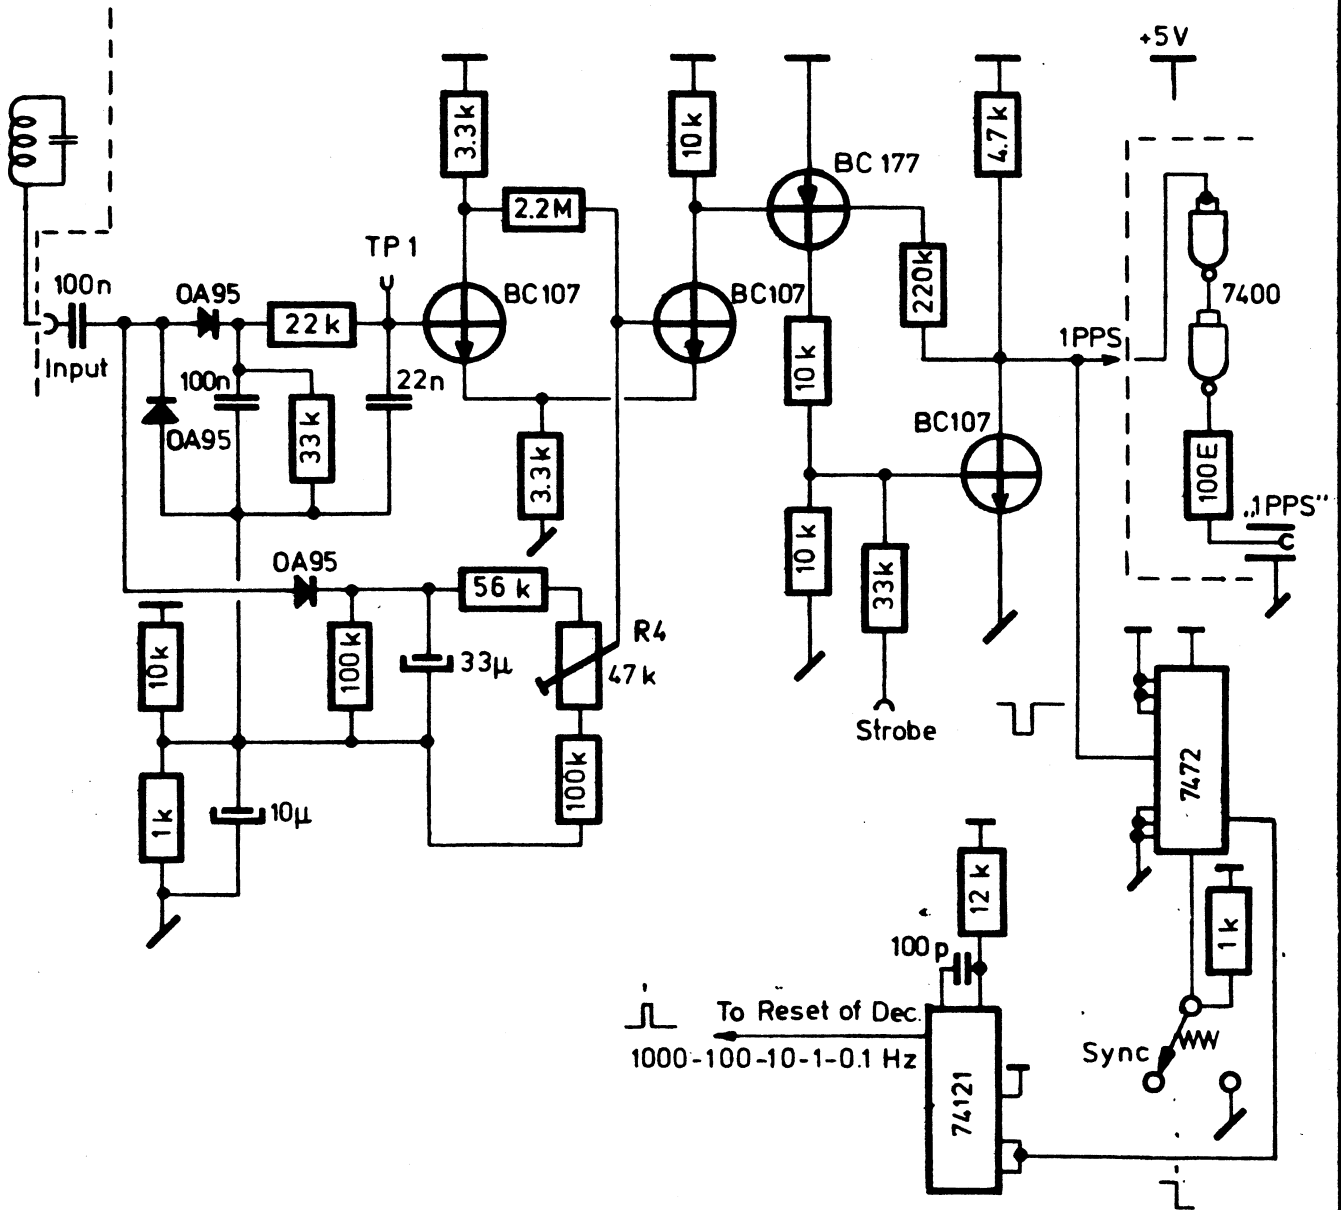 +5V
3.3k
10k
4.7k
BC 177
2.2M
TP1
100n
OA95
22k
BC107
BC107
220k
7400
1PPS
Input
100n
22n
10k
OA95
33k
BC107
3.3k
100E
„1PPS"
OA95
56k
10k
33k
10k
100k
33µ
R4
47k
Strobe
100k
7472
1k
10µ
12k
1k
100p
To Reset of Dec.
1000-100-10-1-0.1 Hz
Sync
74121